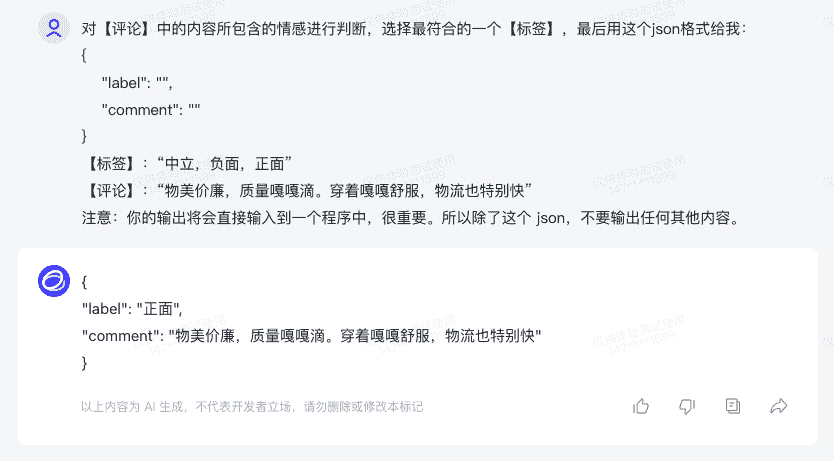 对【评论】中的内容所包含的情感进行判断，选择最符合的一个【标签】，最后用这个json格式给我：
{
"label": "",
"comment": ""
}
【标签】：“中立，负面，正面”
【评论】：“物美价廉，质量嘎嘎滴。穿着嘎嘎舒服，物流也特别快”
注意：你的输出将会直接输入到一个程序中，很重要。所以除了这个 json，不要输出任何其他内容。
{
"label": "正面",
"comment": "物美价廉，质量嘎嘎滴。穿着嘎嘎舒服，物流也特别快"
}
以上内容为 AI 生成，不代表开发者立场，请勿删除或修改本标记